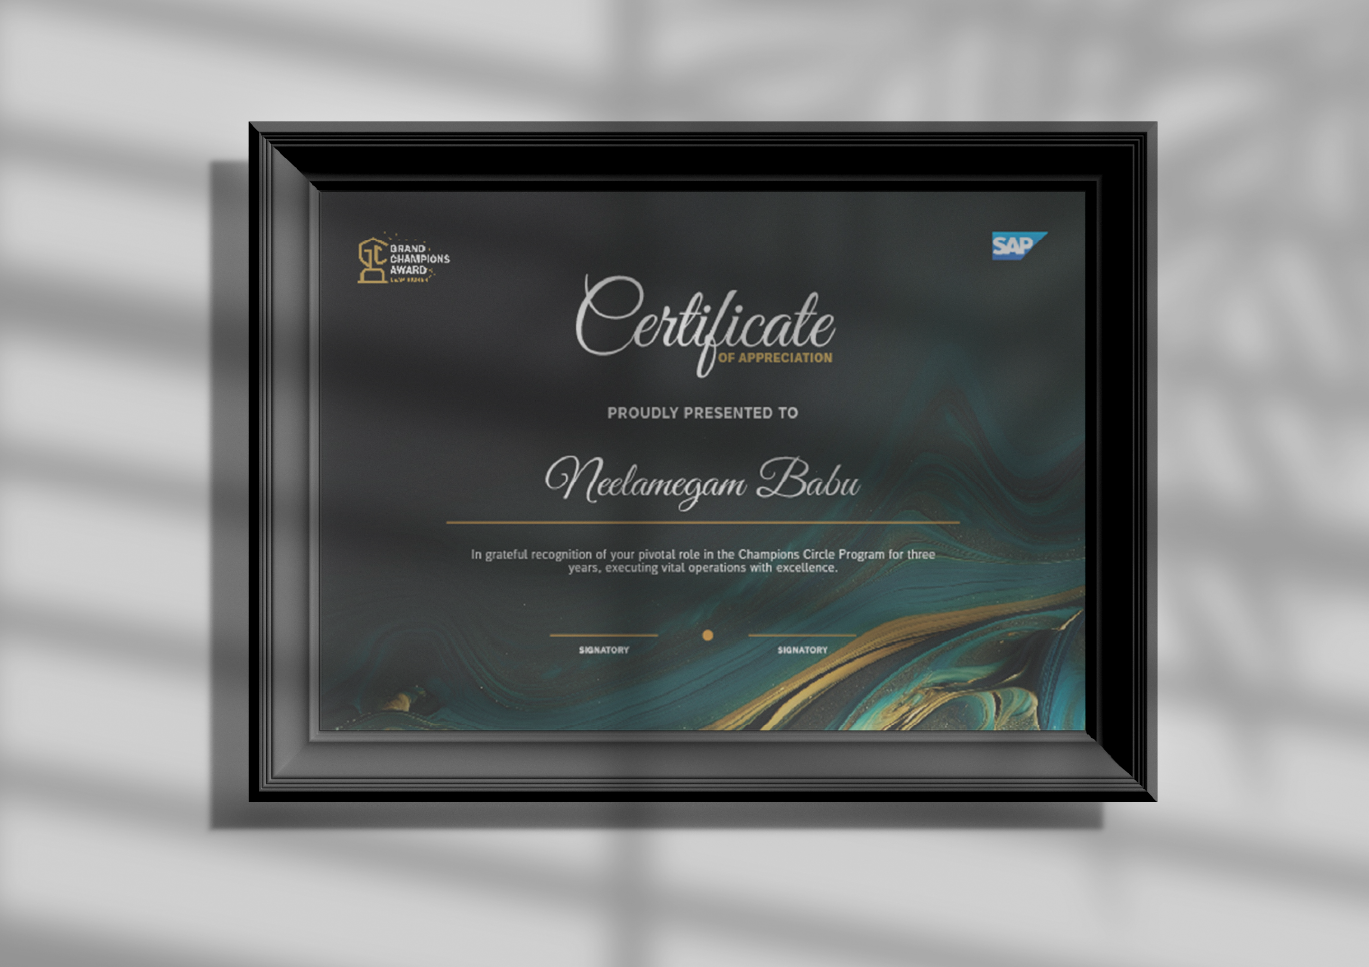 GRAND
CHAMPIONS
AWARD
SAP
Certificate
OF APPRECIATION
PROUDLY PRESENTED TO
Neelamegam Babu
In grateful recognition of your pivotal role in the Champions Circle Program for three
years, executing vital operations with excellence.
SIGNATORY
SIGNATORY